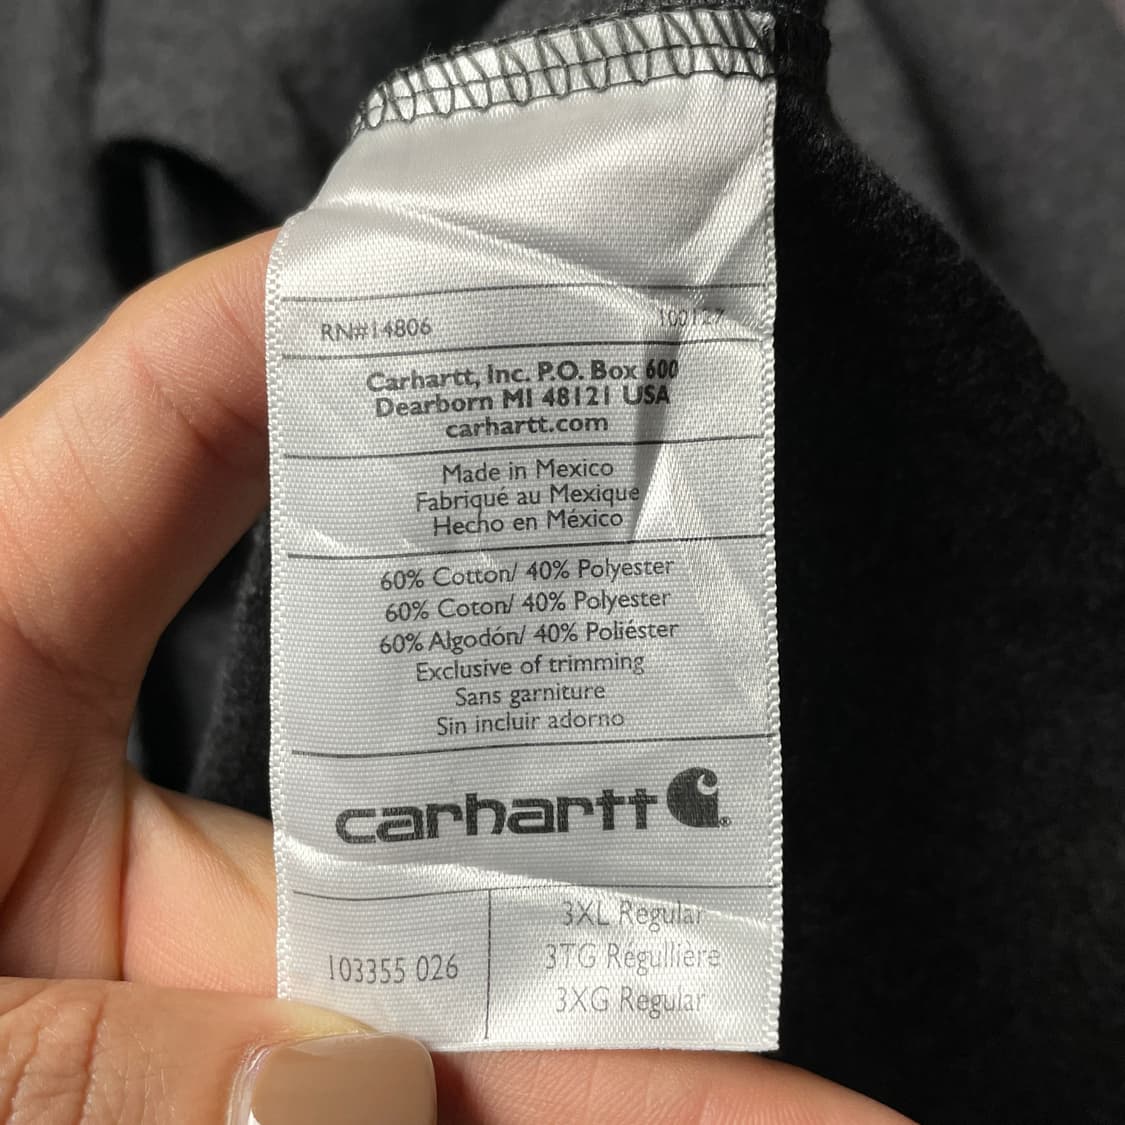 RN#14806 100127
Carhartt, Inc. P.O. Box 600
Dearborn MI 48121 USA
carhartt.com
Made in Mexico
Fabriqué au Mexique
Hecho en México
60% Cotton/ 40% Polyester
60% Coton/ 40% Polyester
60% Algodón/ 40% Poliéster
Exclusive of trimming
Sans garniture
Sin incluir adorno
carhartt
103355 026
3XL Regular
3TG Régullière
3XG Regular